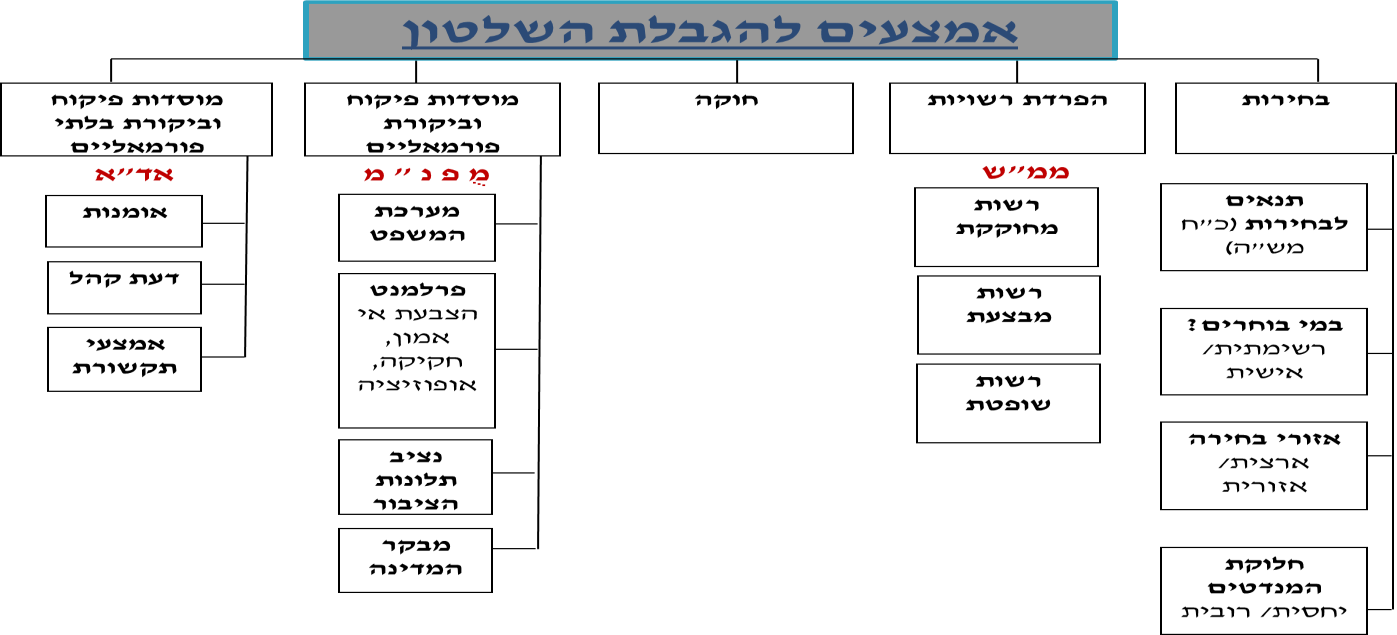 אמצעים להגבלת השלטון
בחירות
תנאים
לבחירות (כ״ח
מש״ה)
במי בוחרים?
רשימתית/
אישית
אזורי בחירה
ארצית/
אזורית
חלוקת
המנדטים
יחסית/ רובית
הפרדת רשויות
ממ״ש
רשות
מחוקקת
רשות
מבצעת
רשות
שופטת
חוקה
מוסדות פיקוח
וביקורת
פורמאליים
מֲ פ נ ״ מ
מערכת
המשפט
פרלמנט
הצבעת אי
אמון,
חקיקה,
אופוזיציה
נציב
תלונות
הציבור
מבקר
המדינה
מוסדות פיקוח
וביקורת בלתי
פורמאליים
אד״א
אומנות
דעת קהל
אמצעי
תקשורת